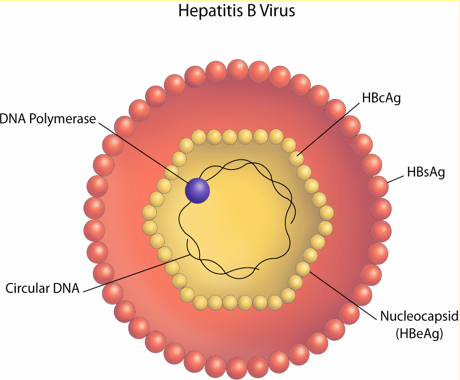 Hepatitis B Virus
HBcAg
DNA Polymerase
HBsAg
Circular DNA
Nucleocapsid
(HBeAg)